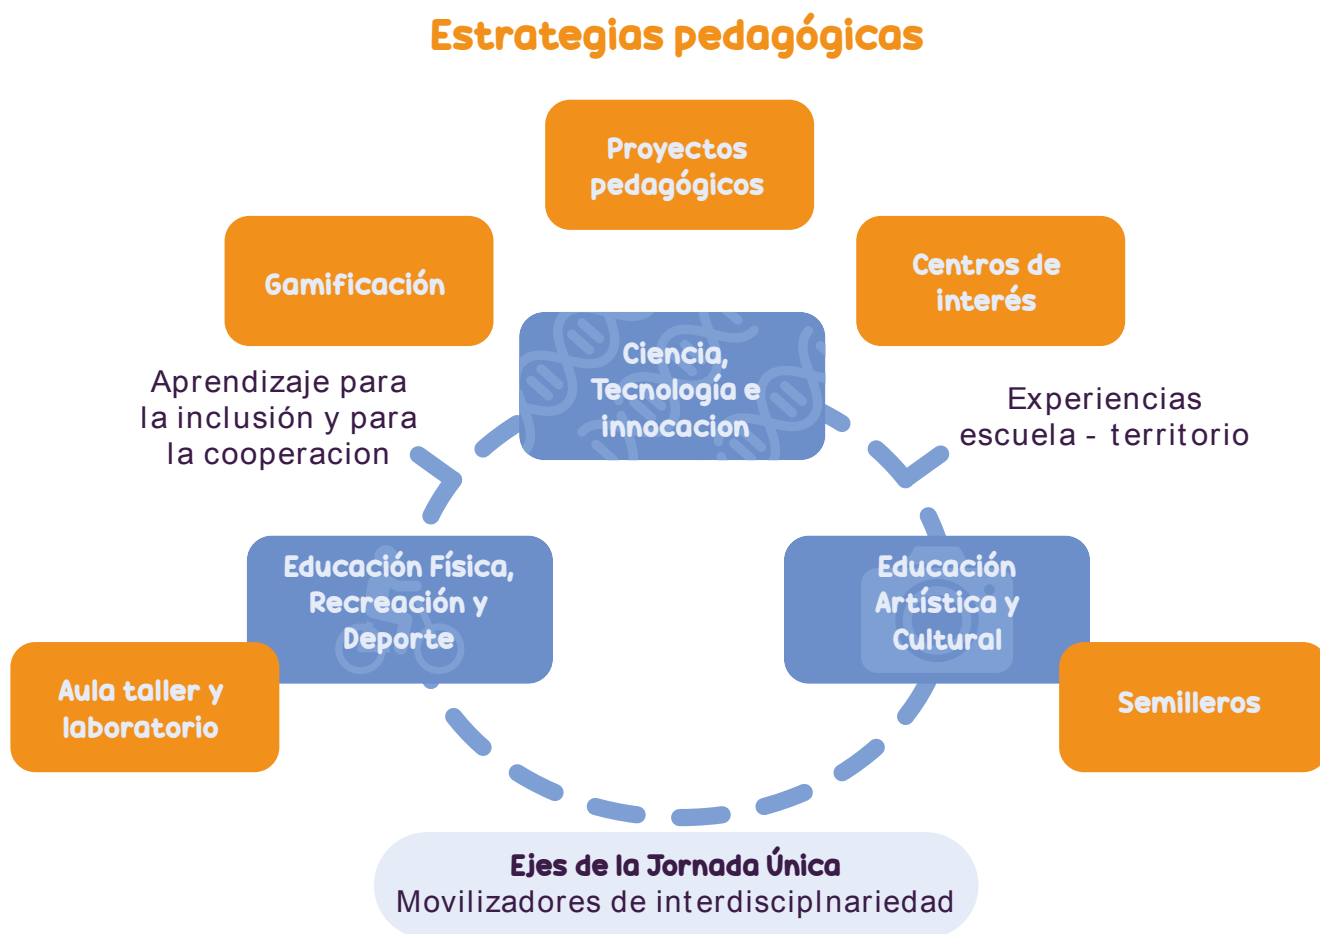 Estrategias pedagógicas
Proyectos
pedagógicos
Gamificación
Centros de
interés
Ciencia,
Tecnología e
innocacion
Aprendizaje para
la inclusión y para
la cooperacion
Experiencias
escuela - territorio
Educación Física,
Recreación y
Deporte
Educación
Artística y
Cultural
Aula taller y
laboratorio
Semilleros
Ejes de la Jornada Única
Movilizadores de interdisciplnariedad